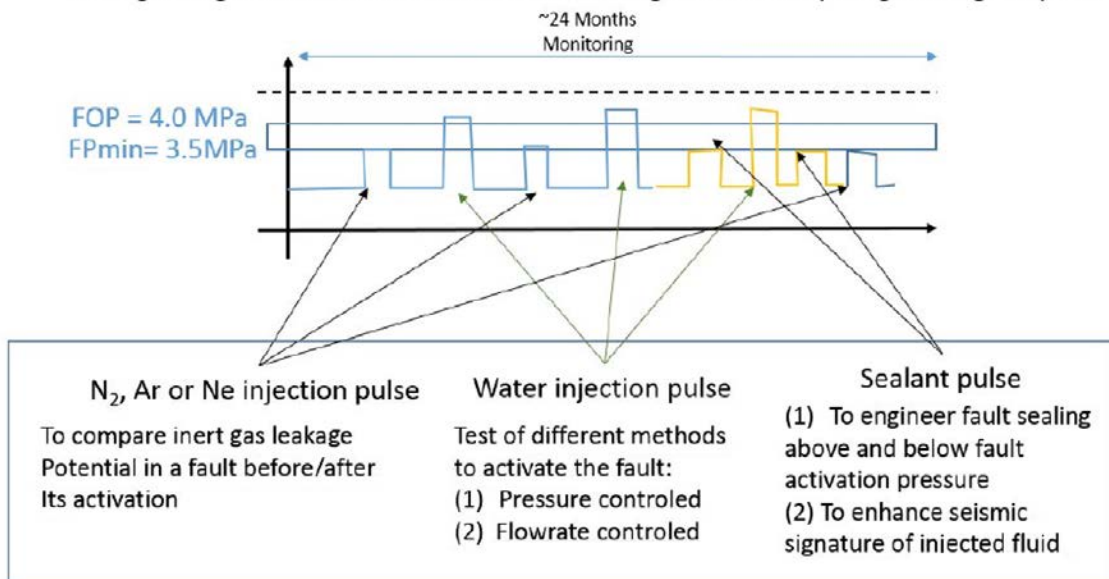 ~24 Months
Monitoring
FOP = 4.0 MPa
FPmin= 3.5MPa
N₂, Ar or Ne injection pulse
To compare inert gas leakage
Potential in a fault before/after
Its activation
Water injection pulse
Test of different methods
to activate the fault:
(1) Pressure controled
(2) Flowrate controled
Sealant pulse
(1) To engineer fault sealing
above and below fault
activation pressure
(2) To enhance seismic
signature of injected fluid